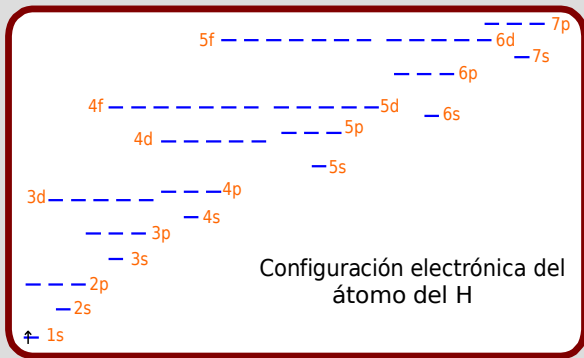 7p
5f 6d
7s
6p
4f 5d
6s
5p
4d
5s
4p
3d
4s
3p
3s
2p
2s
1s
Configuración electrónica del
átomo del H